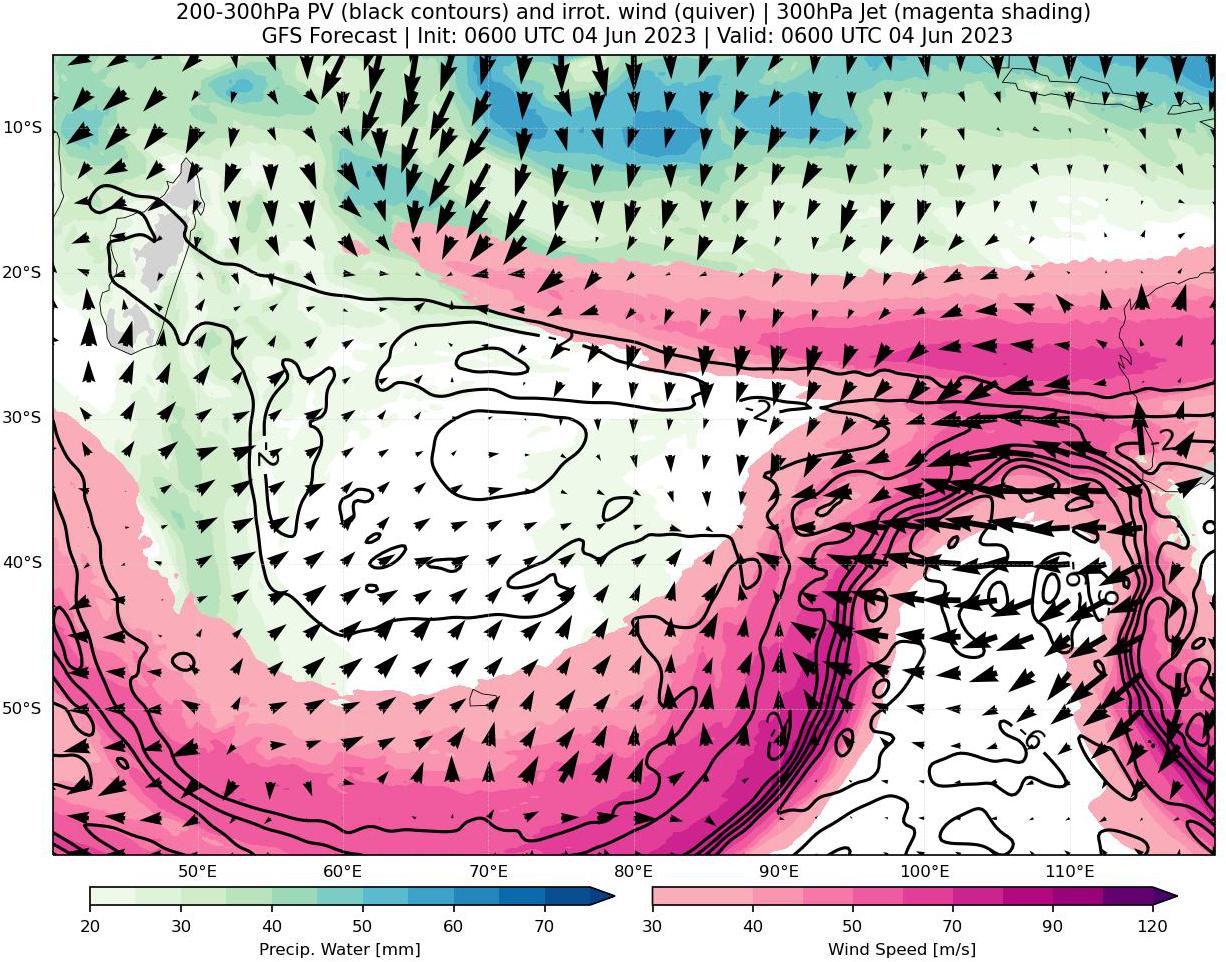 200-300hPa PV (black contours) and irrot. wind (quiver) | 300hPa Jet (magenta shading)
GFS Forecast | Init: 0600 UTC 04 Jun 2023 | Valid: 0600 UTC 04 Jun 2023
10°S
20°S
30°S
40°S
50°S
-2
-2
-2
-2
-6
-6
-6
50°E
60°E
70°E
80°E
90°E
100°E
110°E
20
30
40
50
60
70
30
40
50
70
90
120
Precip. Water [mm]
Wind Speed [m/s]